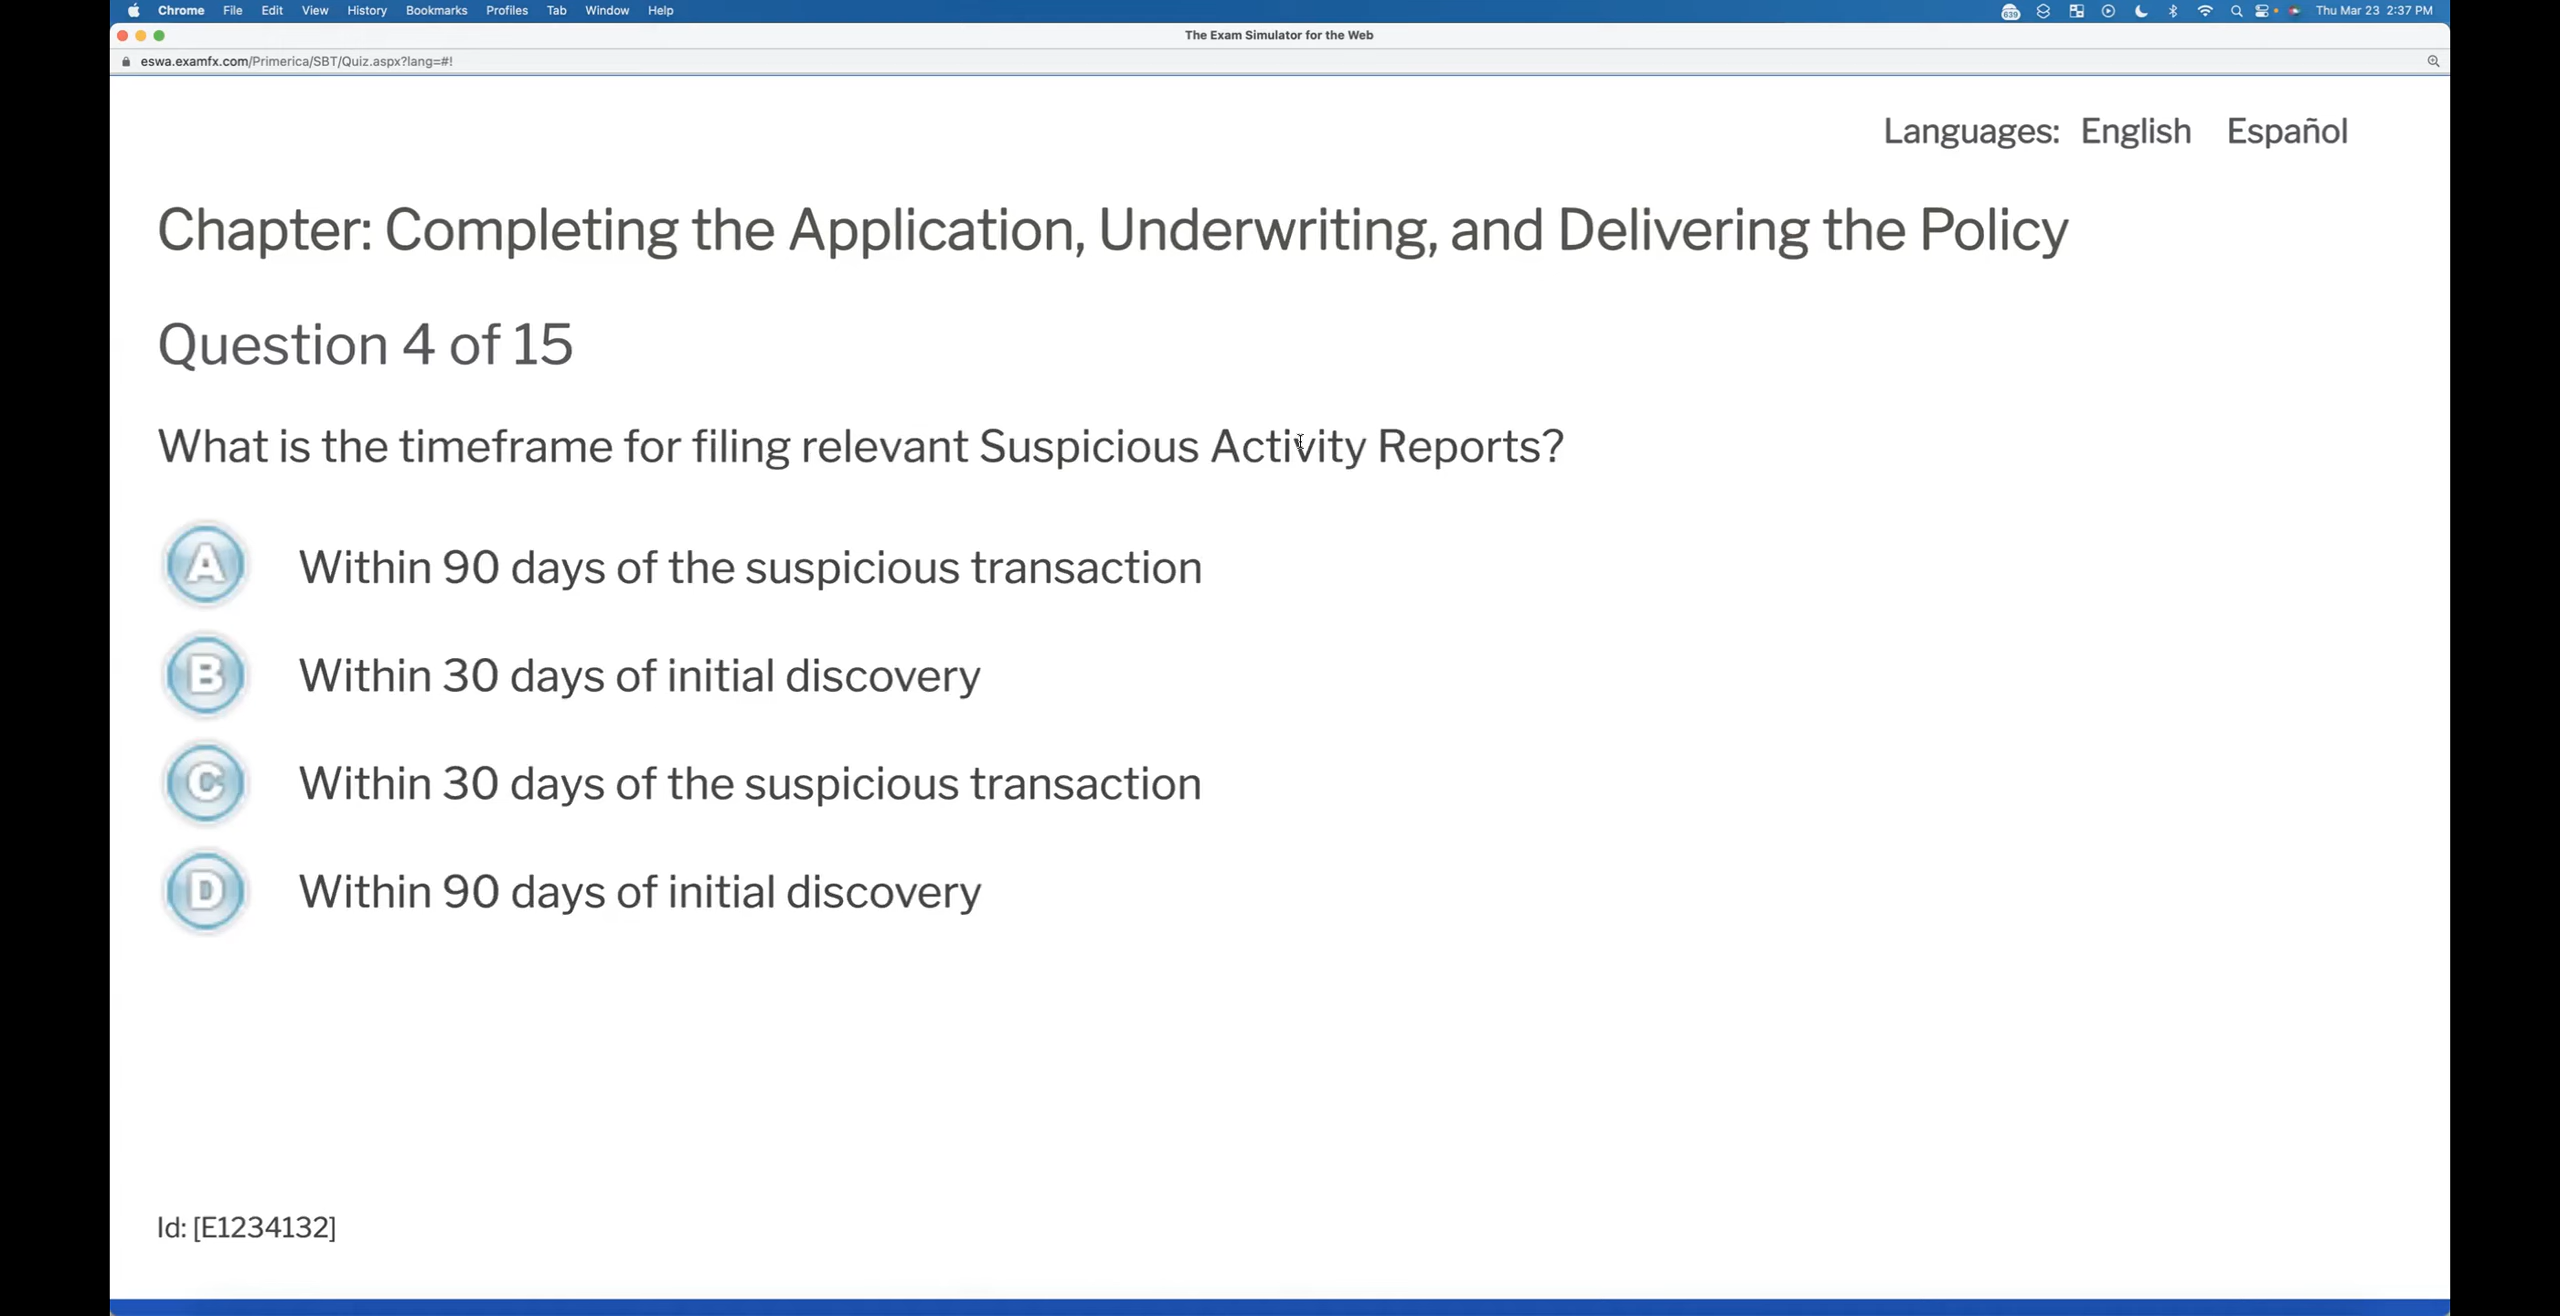 Chrome File Edit View History Bookmarks Profiles Tab Window Help 639 Thu Mar 23 2:37 PM
The Exam Simulator for the Web
eswa.examfx.com/Primerica/SBT/Quiz.aspx?lang=#!
Languages: English Español
Chapter: Completing the Application, Underwriting, and Delivering the Policy
Question 4 of 15
What is the timeframe for filing relevant Suspicious Activity Reports?
A Within 90 days of the suspicious transaction
B Within 30 days of initial discovery
C Within 30 days of the suspicious transaction
D Within 90 days of initial discovery
Id: [E1234132]